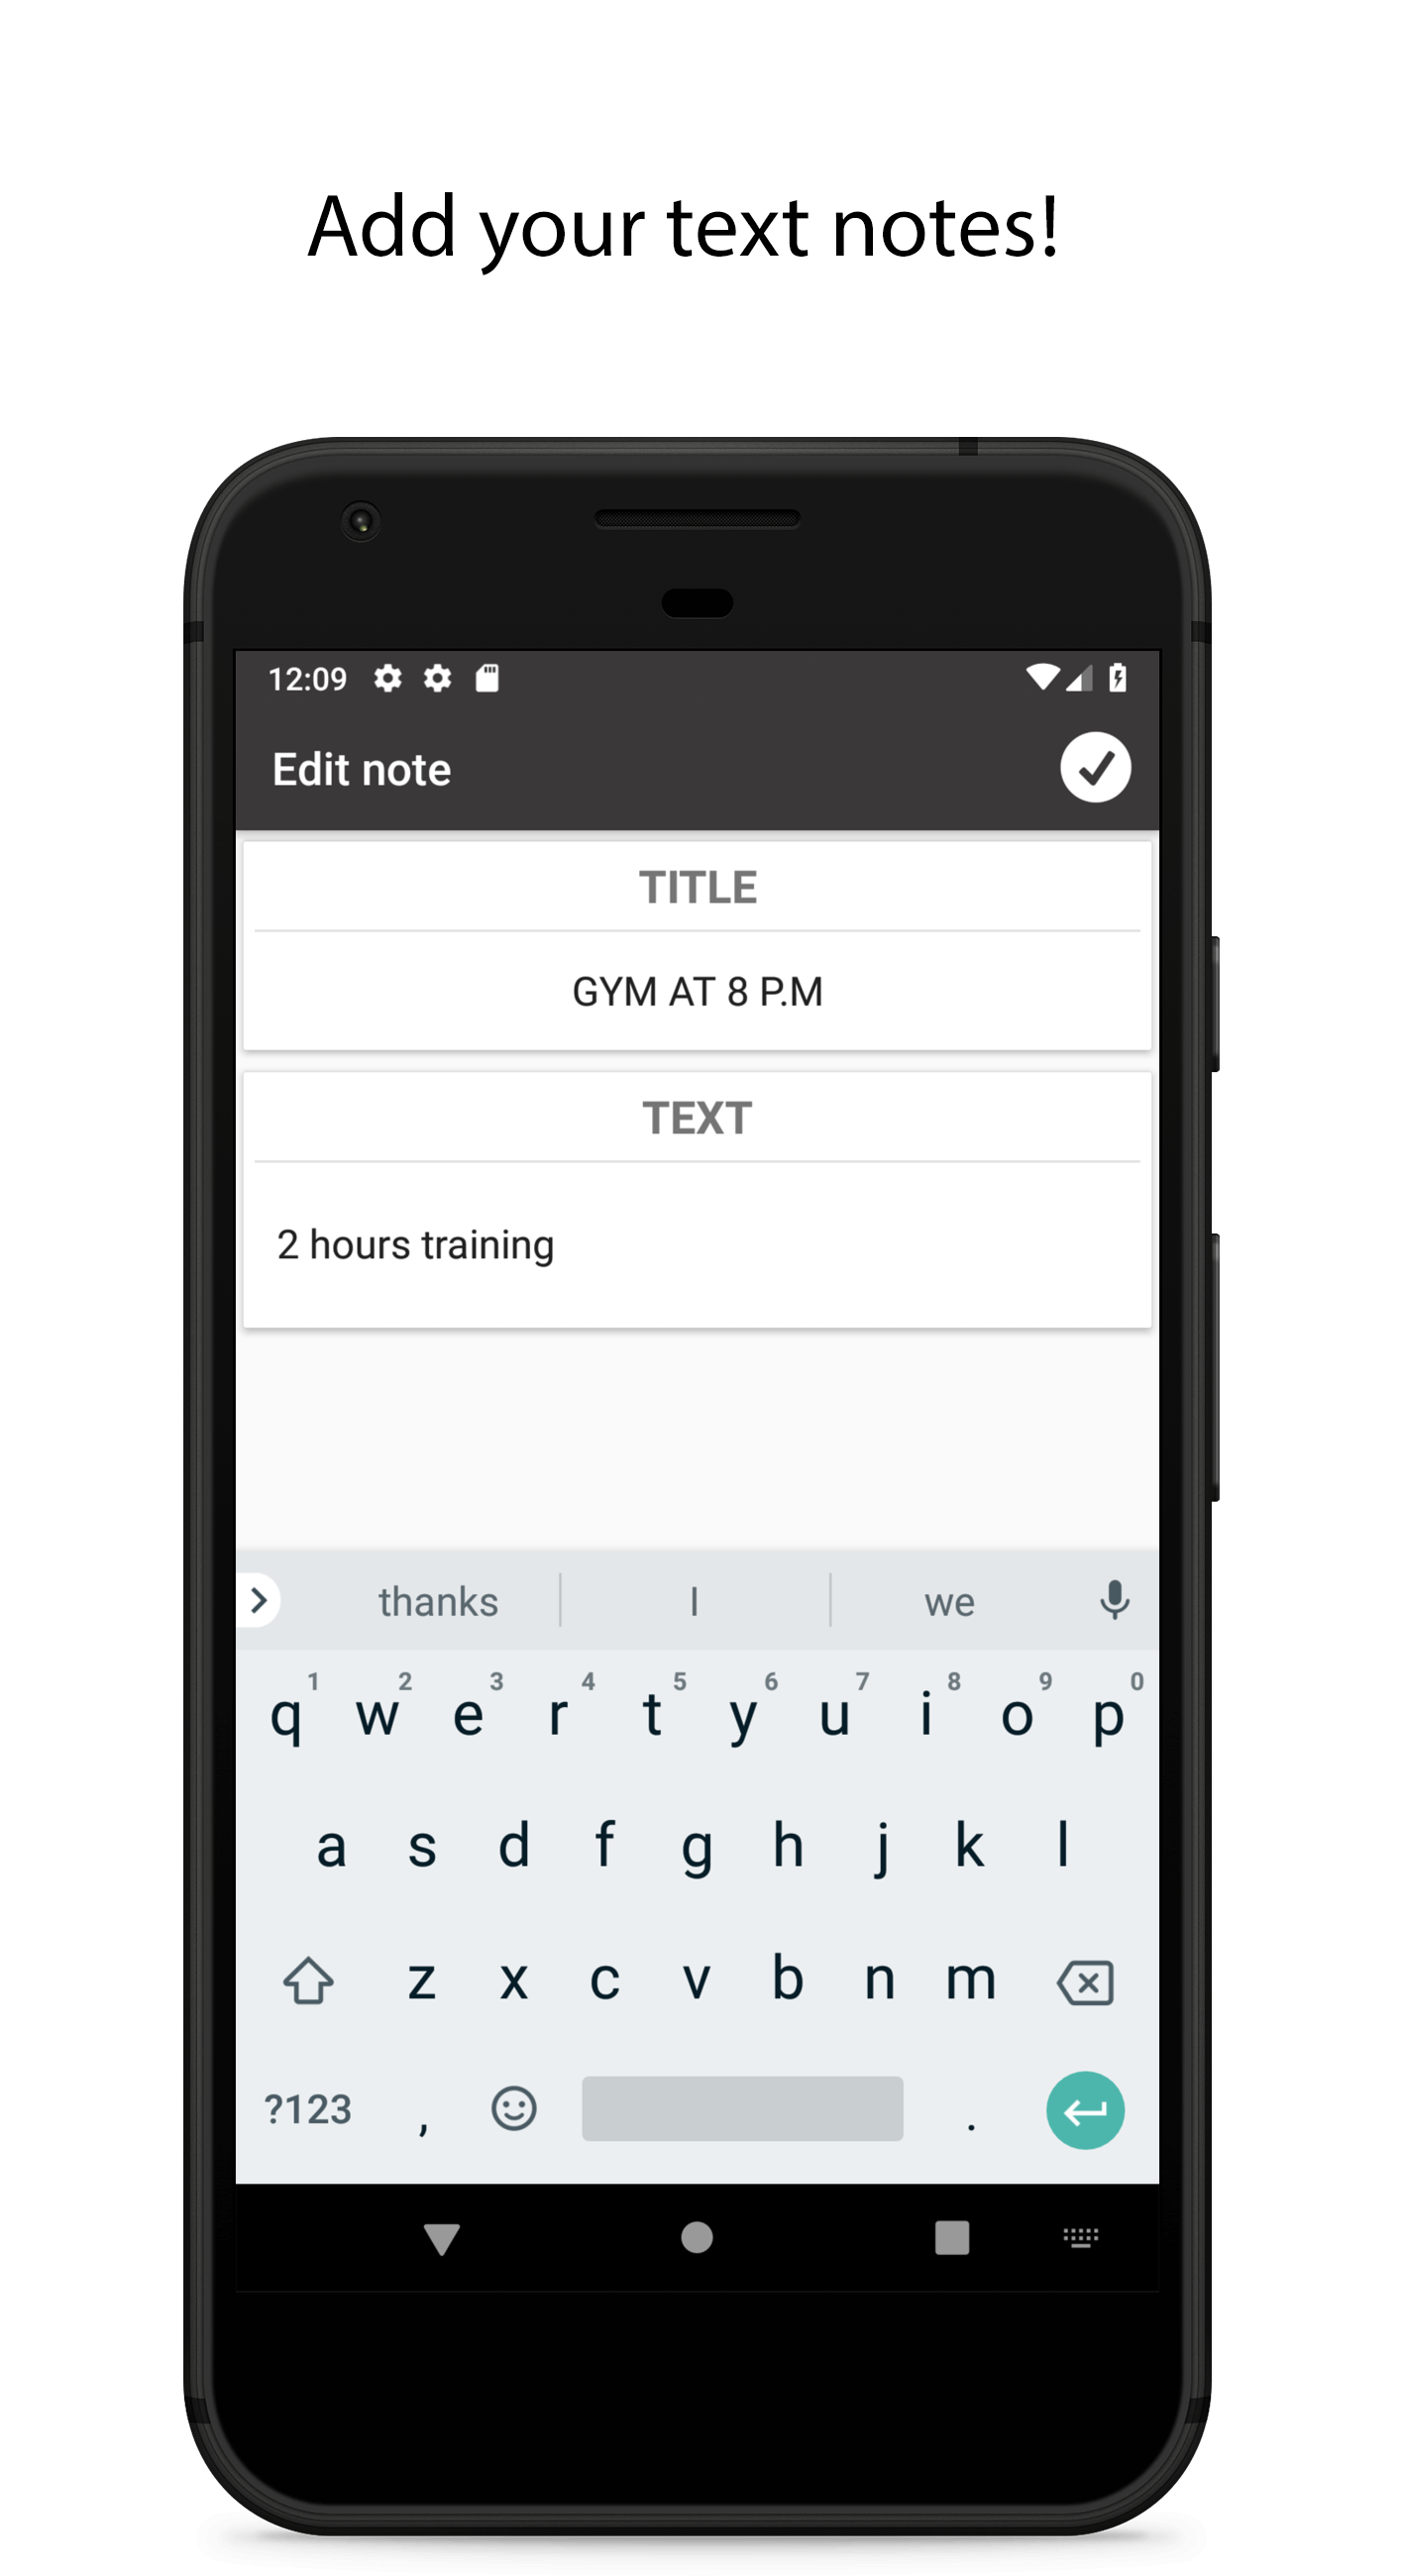 Add your text notes!
12:09
Edit note
TITLE
GYM AT 8 P.M
TEXT
2 hours training
thanks I we
1 2 3 4 5 6 7 8 9 0
q w e r t y u i o p
a s d f g h j k l
z x c v b n m
?123 , .